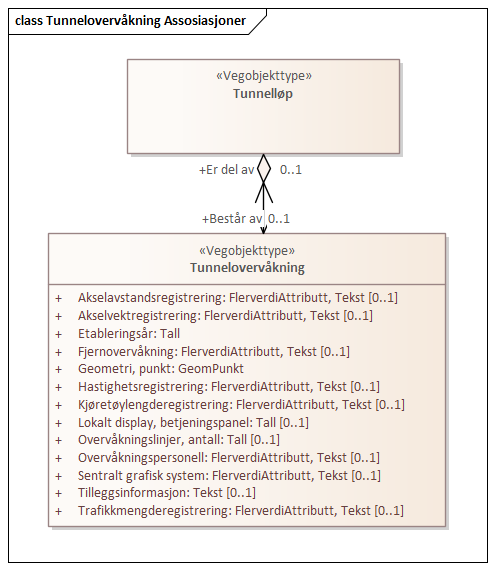 class Tunnelovervåkning Assosiasjoner
«Vegobjekttype»
Tunnelløp
+Er del av 0..1
+Består av 0..1
«Vegobjekttype»
Tunnelovervåkning
+ Akselavstandsregistrering: FlerverdiAttributt, Tekst [0..1]
+ Akselvektregistrering: FlerverdiAttributt, Tekst [0..1]
+ Etableringsår: Tall
+ Fjernovervåkning: FlerverdiAttributt, Tekst [0..1]
+ Geometri, punkt: GeomPunkt
+ Hastighetsregistrering: FlerverdiAttributt, Tekst [0..1]
+ Kjøretøylengderegistrering: FlerverdiAttributt, Tekst [0..1]
+ Lokalt display, betjeningspanel: Tall [0..1]
+ Overvåkningslinjer, antall: Tall [0..1]
+ Overvåkningspersonell: FlerverdiAttributt, Tekst [0..1]
+ Sentralt grafisk system: FlerverdiAttributt, Tekst [0..1]
+ Tilleggsinformasjon: Tekst [0..1]
+ Trafikkmengderegistrering: FlerverdiAttributt, Tekst [0..1]